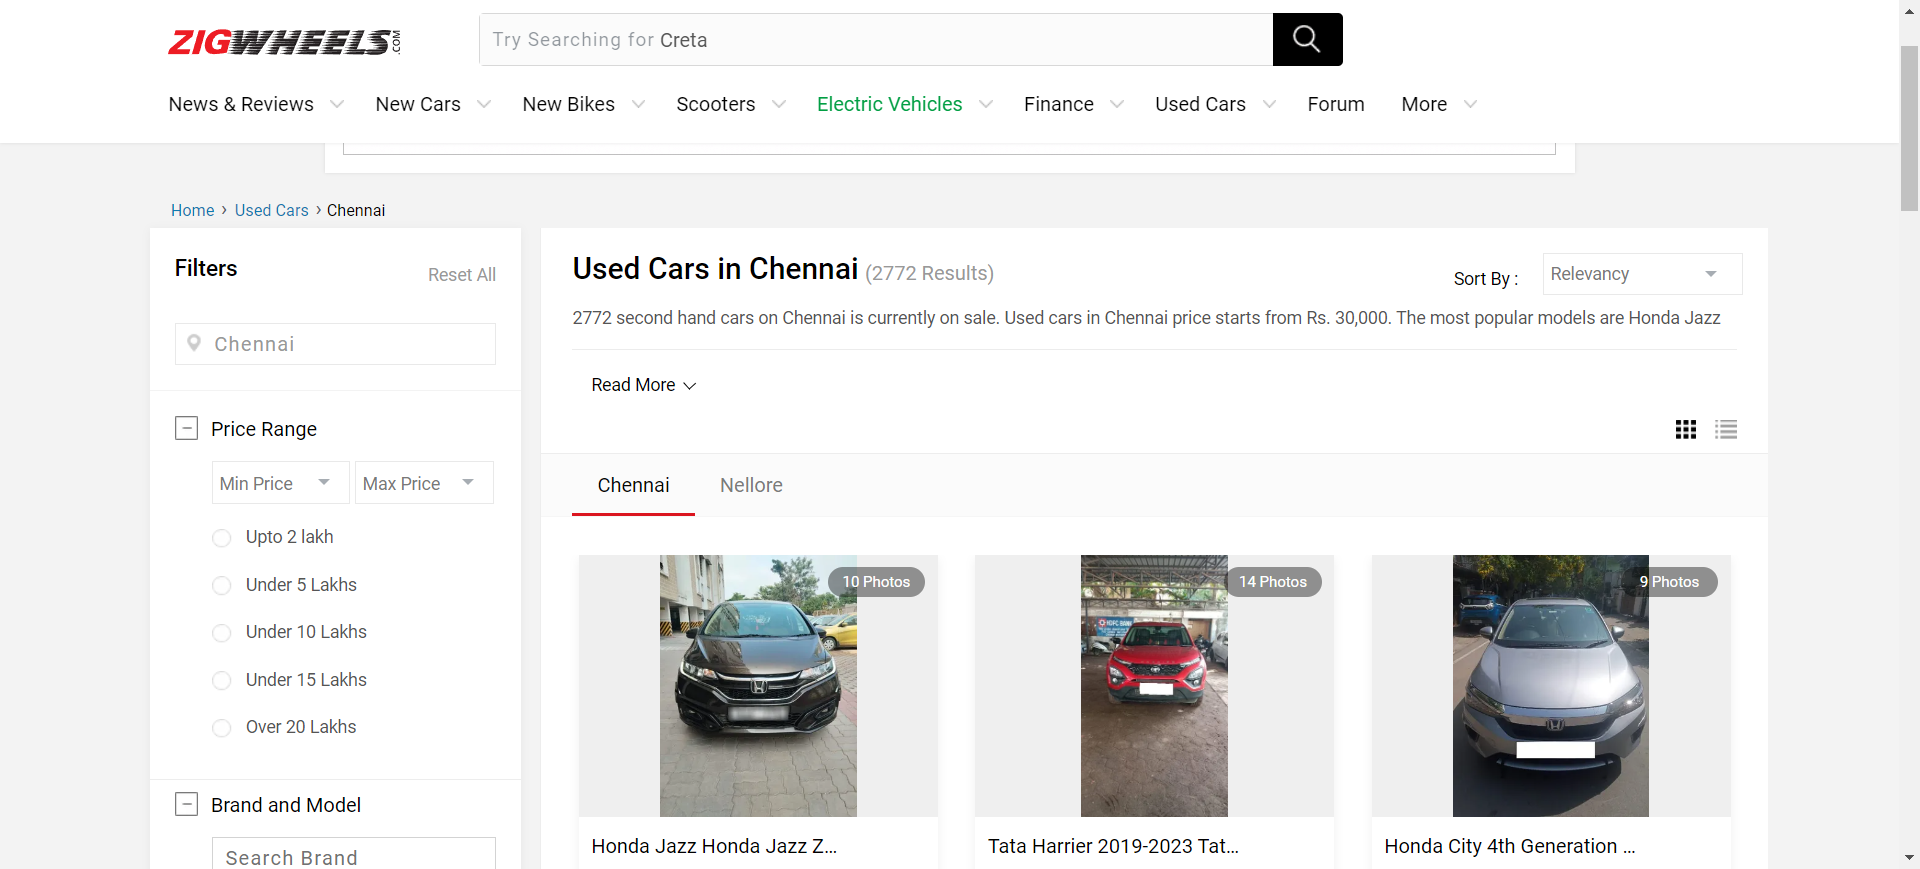 ZIGWHEELS.COM
Try Searching for Creta
News & Reviews New Cars New Bikes Scooters Electric Vehicles Finance Used Cars Forum More
Home › Used Cars › Chennai
Filters
Reset All
Chennai
Price Range
Min Price Max Price
Upto 2 lakh
Under 5 Lakhs
Under 10 Lakhs
Under 15 Lakhs
Over 20 Lakhs
Brand and Model
Search Brand
Used Cars in Chennai (2772 Results)
Sort By : Relevancy
2772 second hand cars on Chennai is currently on sale. Used cars in Chennai price starts from Rs. 30,000. The most popular models are Honda Jazz
Read More
Chennai Nellore
10 Photos
14 Photos
9 Photos
HDFC BANK
Honda Jazz Honda Jazz Z...
Tata Harrier 2019-2023 Tat...
Honda City 4th Generation ...